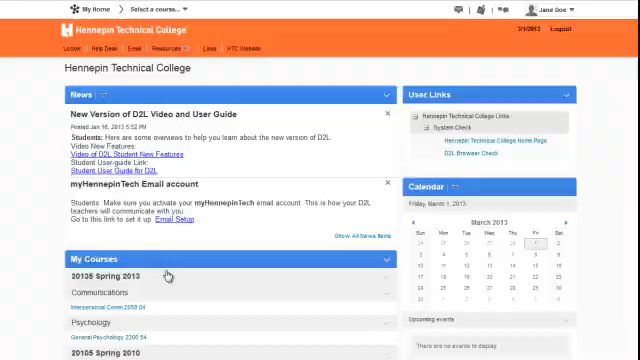 My Home
Select a course...
Jane Doe
Hennepin Technical College
3/1/2013 Logout
Locker Help Desk Email Resources Links HTC Website
Hennepin Technical College
News
New Version of D2L Video and User Guide
Posted Jan 16, 2013 5:52 PM
Students: Here are some overviews to help you learn about the new version of D2L.
Video New Features:
Video of D2L Student New Features
Student User-guide Link:
Student User Guide for D2L
myHennepinTech Email account
Students Make sure you activate your myHennepinTech email account. This is how your D2L
teachers will communicate with you
Go to this link to set it up Email Setup
Show All News Items
My Courses
20135 Spring 2013
Communications
Interpersonal Comm 2050 04
Psychology
General Psychology 2300 04
20105 Spring 2010
User Links
Hennepin Technical College Links
System Check
Hennepin Technical College Home Page
D2L Browser Check
Calendar
Friday, March 1, 2013
March 2013
Sun Mon Tue Wed Thu Fri Sat
24 25 26 27 28 1 2
3 4 5 6 7 8 9
10 11 12 13 14 15 16
17 18 19 20 21 22 23
24 25 26 27 28 29 30
31 1 2 3 4 5 6
Upcoming events
There are no events to display.